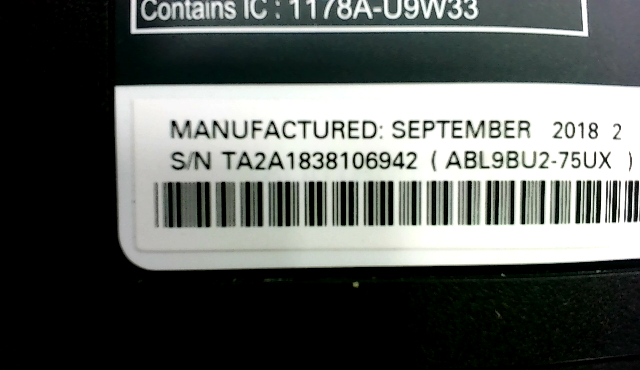 Contains IC : 1178A-U9W33
MANUFACTURED: SEPTEMBER 2018 2
S/N TA2A1838106942 ( ABL9BU2-75UX )